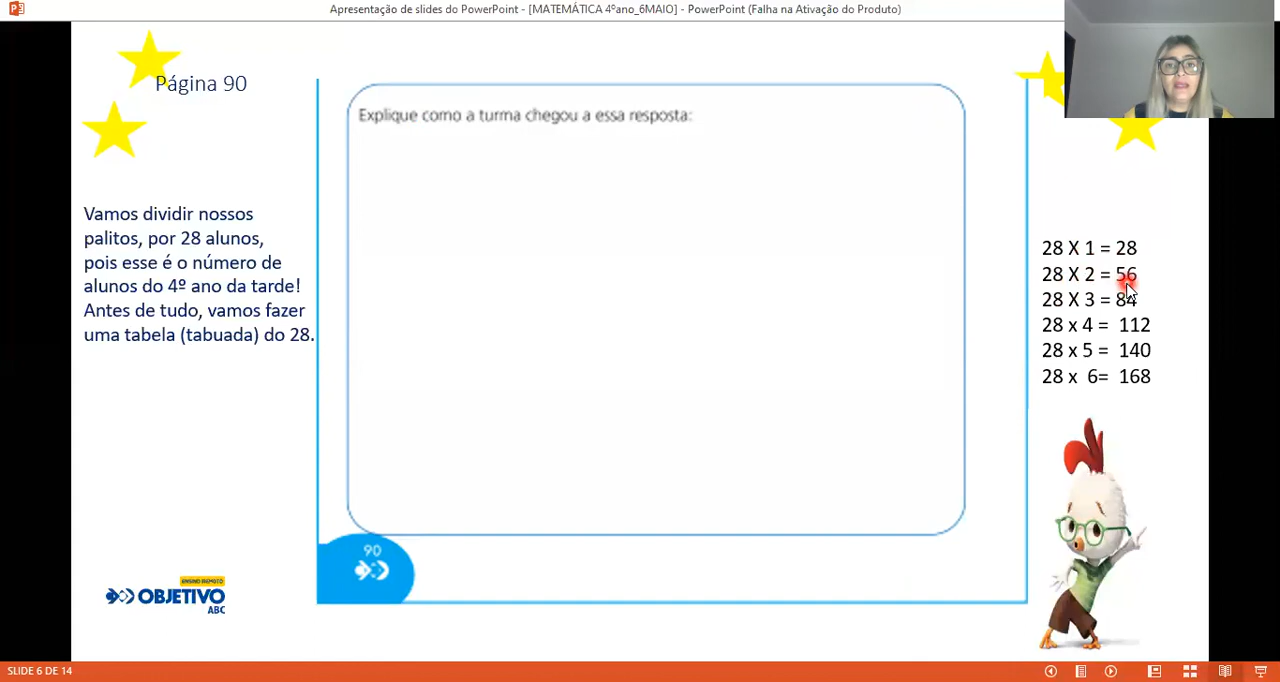 Apresentação de slides do PowerPoint - [MATEMÁTICA 4ºano_6MAIO] - PowerPoint (Falha na Ativação do Produto)
Página 90
Explique como a turma chegou a essa resposta:
Vamos dividir nossos
palitos, por 28 alunos,
pois esse é o número de
alunos do 4º ano da tarde!
Antes de tudo, vamos fazer
uma tabela (tabuada) do 28.
28 X 1 = 28
28 X 2 = 56
28 X 3 = 84
28 x 4 = 112
28 x 5 = 140
28 x 6= 168
90
ENSINO REMOTO
OBJETIVO
ABC
SLIDE 6 DE 14